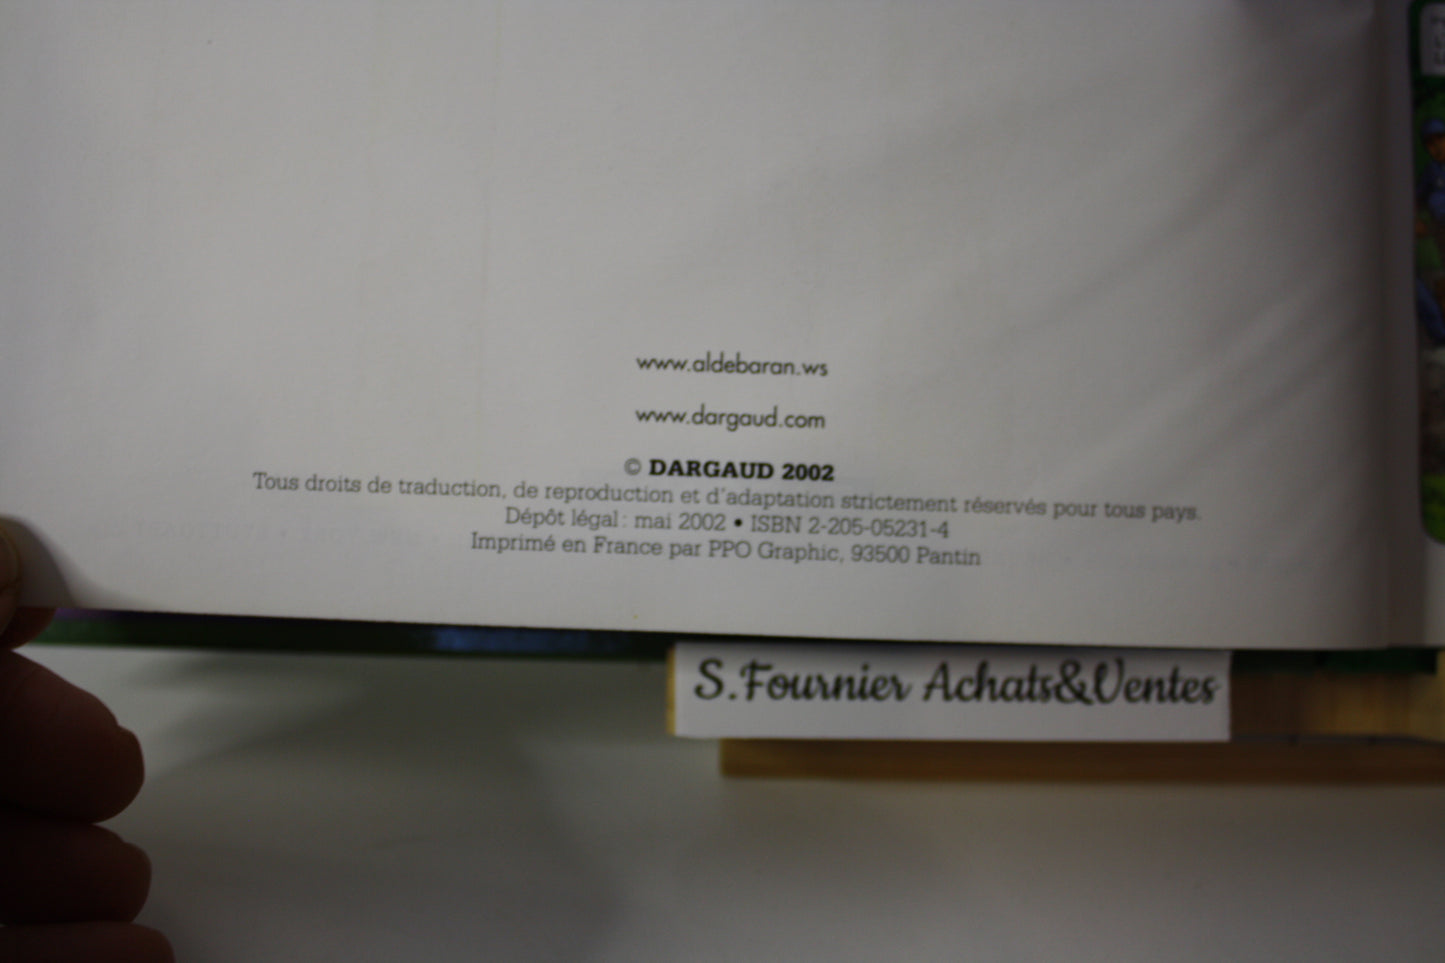 www.aldebaran.ws
www.dargaud.com
© DARGAUD 2002
Tous droits de traduction, de reproduction et d'adaptation strictement réservés pour tous pays.
Dépôt légal : mai 2002 • ISBN 2-205-05231-4
Imprimé en France par PPO Graphic, 93500 Pantin
S.Fournier Achats&Ventes